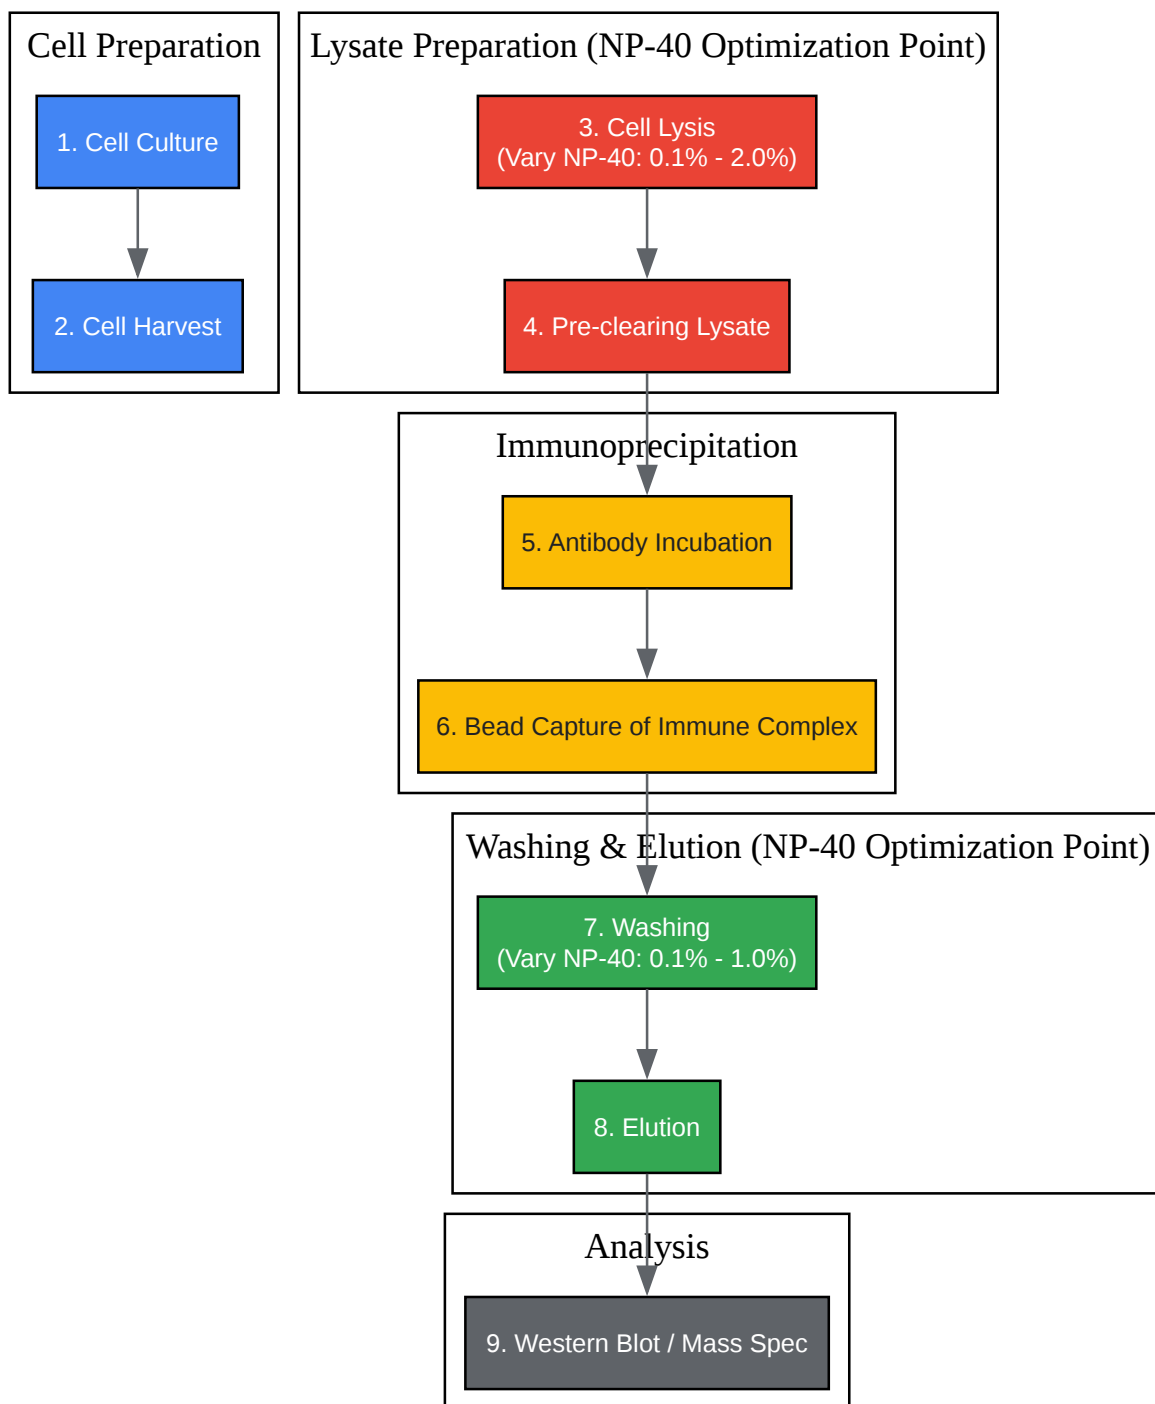 Cell Preparation
1. Cell Culture
2. Cell Harvest
Lysate Preparation (NP-40 Optimization Point)
3. Cell Lysis
(Vary NP-40: 0.1% - 2.0%)
4. Pre-clearing Lysate
Immunoprecipitation
5. Antibody Incubation
6. Bead Capture of Immune Complex
Washing & Elution (NP-40 Optimization Point)
7. Washing
(Vary NP-40: 0.1% - 1.0%)
8. Elution
Analysis
9. Western Blot / Mass Spec